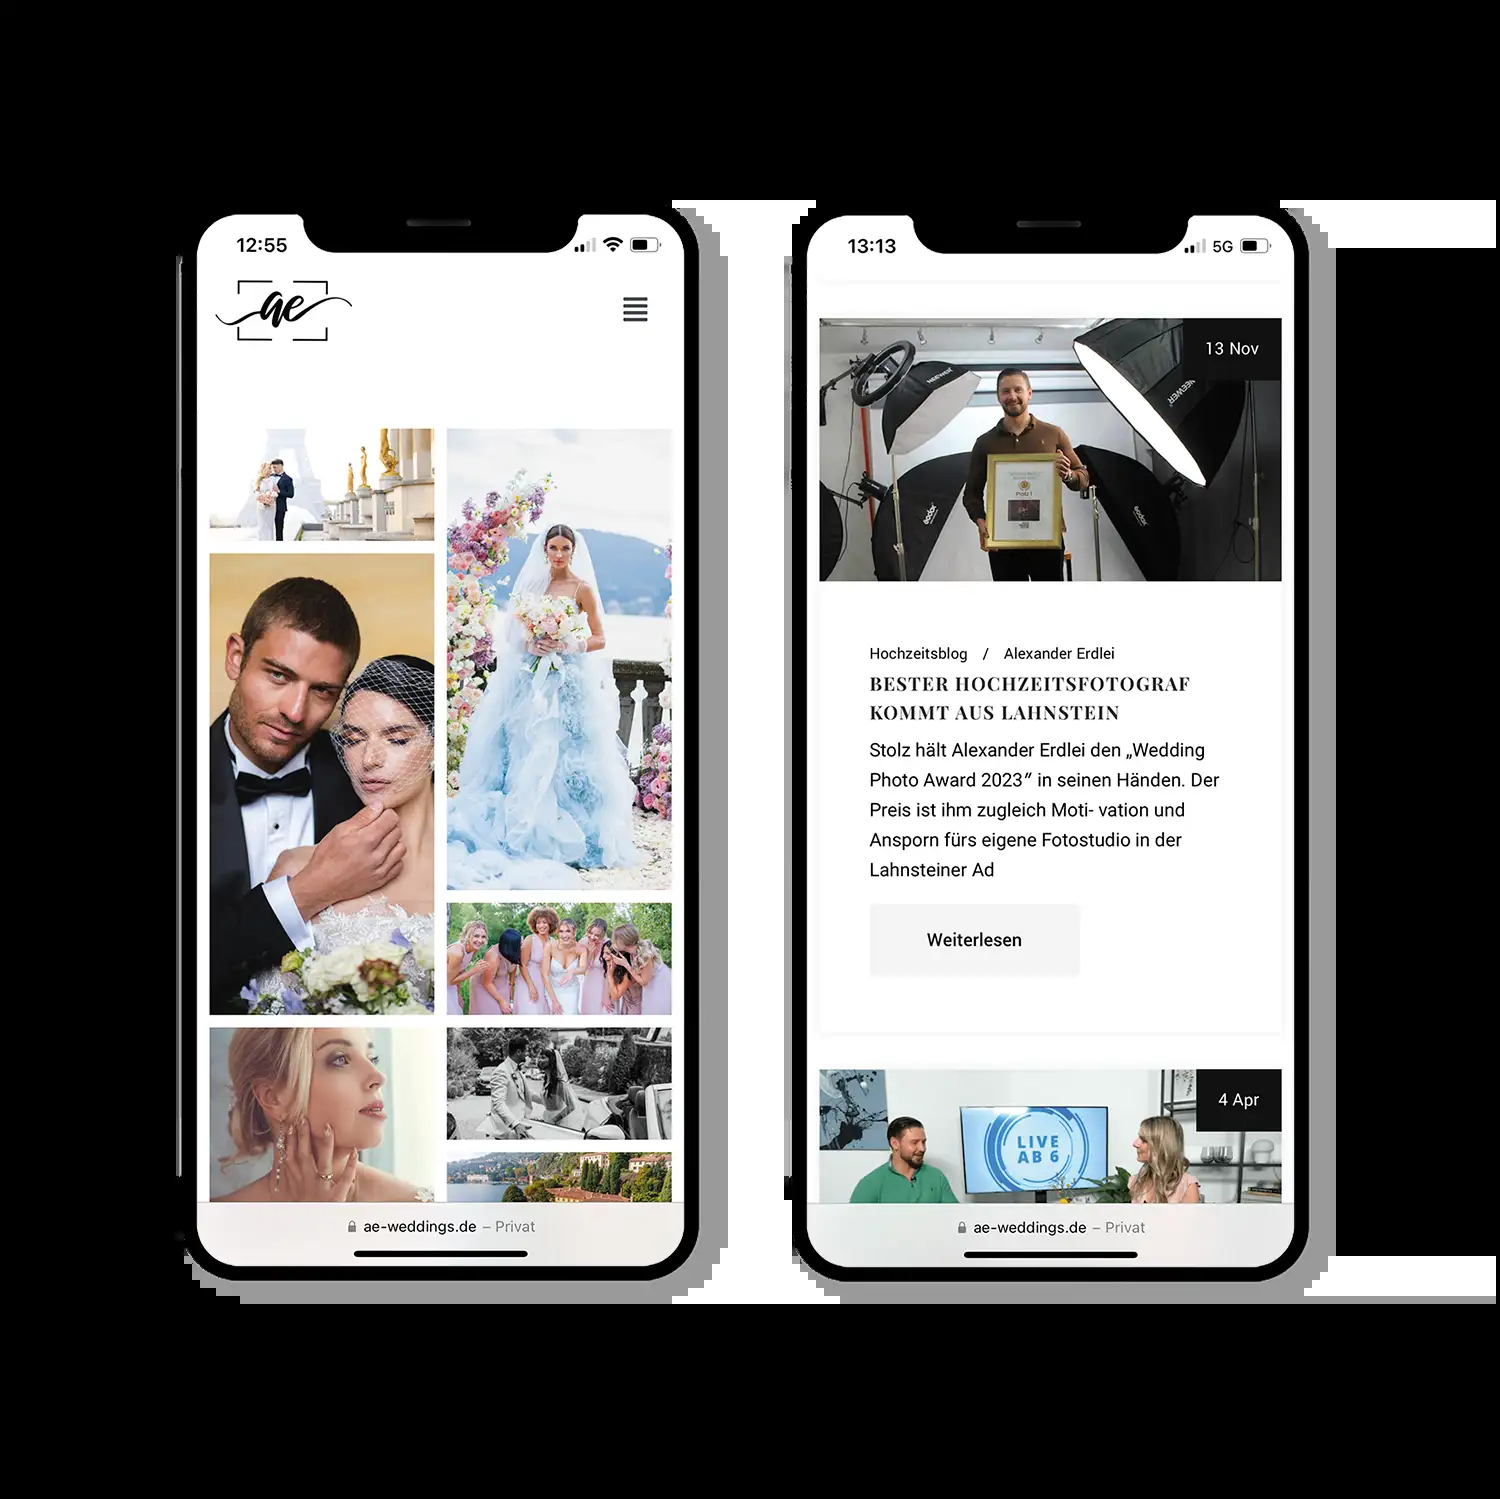 12:55
ae
ae-weddings.de – Privat
13:13
5G
13 Nov
NEEWER
NEEWER
Godox
Godox
Platz 1
Hochzeitsblog / Alexander Erdlei
BESTER HOCHZEITSFOTOGRAF
KOMMT AUS LAHNSTEIN
Stolz hält Alexander Erdlei den „Wedding
Photo Award 2023″ in seinen Händen. Der
Preis ist ihm zugleich Moti- vation und
Ansporn fürs eigene Fotostudio in der
Lahnsteiner Ad
Weiterlesen
4 Apr
LIVE
AB 6
ae-weddings.de – Privat